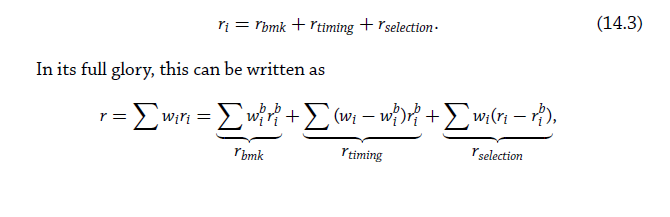 r_i = r_bmk + r_timing + r_selection. (14.3)
In its full glory, this can be written as
r = ∑ w_i r_i = ∑ w_i^b r_i^b + ∑ (w_i − w_i^b) r_i^b + ∑ w_i (r_i − r_i^b),
r_bmk r_timing r_selection